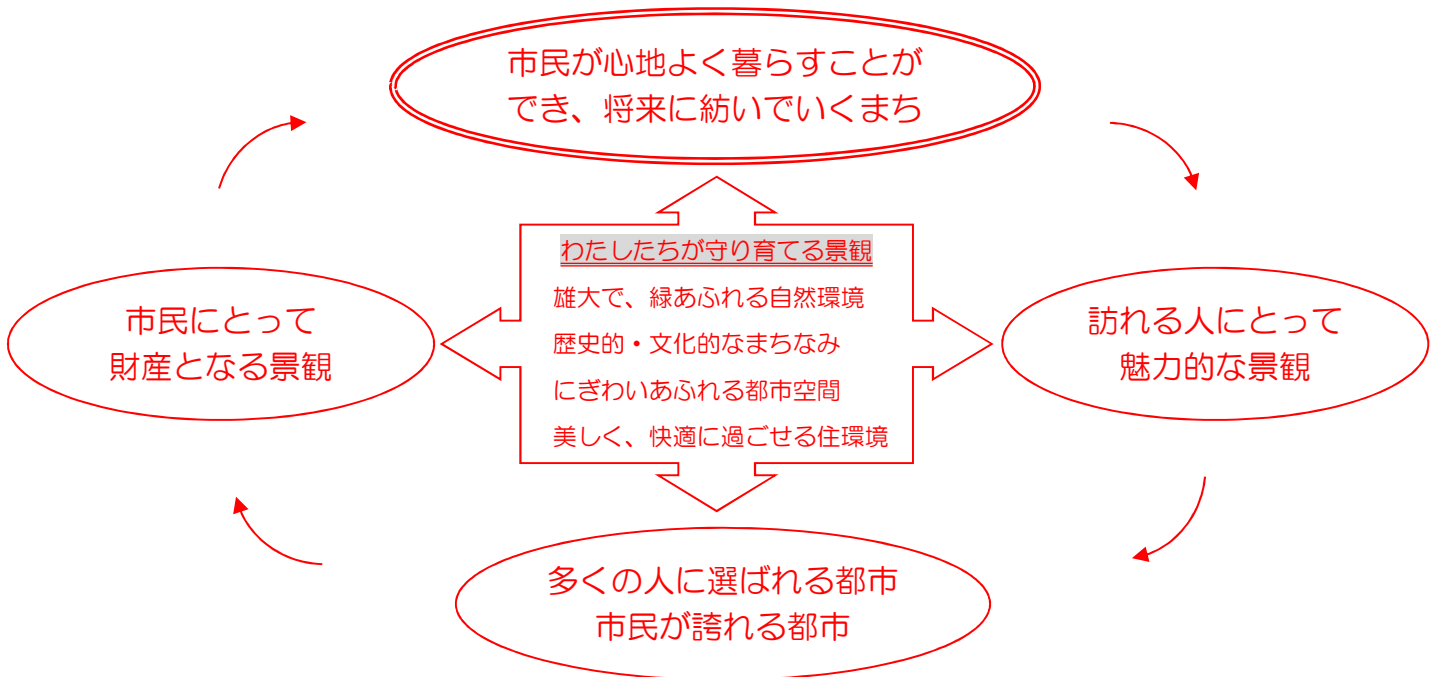 市民が心地よく暮らすことが
でき、将来に紡いでいくまち
わたしたちが守り育てる景観
雄大で、緑あふれる自然環境
歴史的・文化的なまちなみ
にぎわいあふれる都市空間
美しく、快適に過ごせる住環境
市民にとって
財産となる景観
訪れる人にとって
魅力的な景観
多くの人に選ばれる都市
市民が誇れる都市